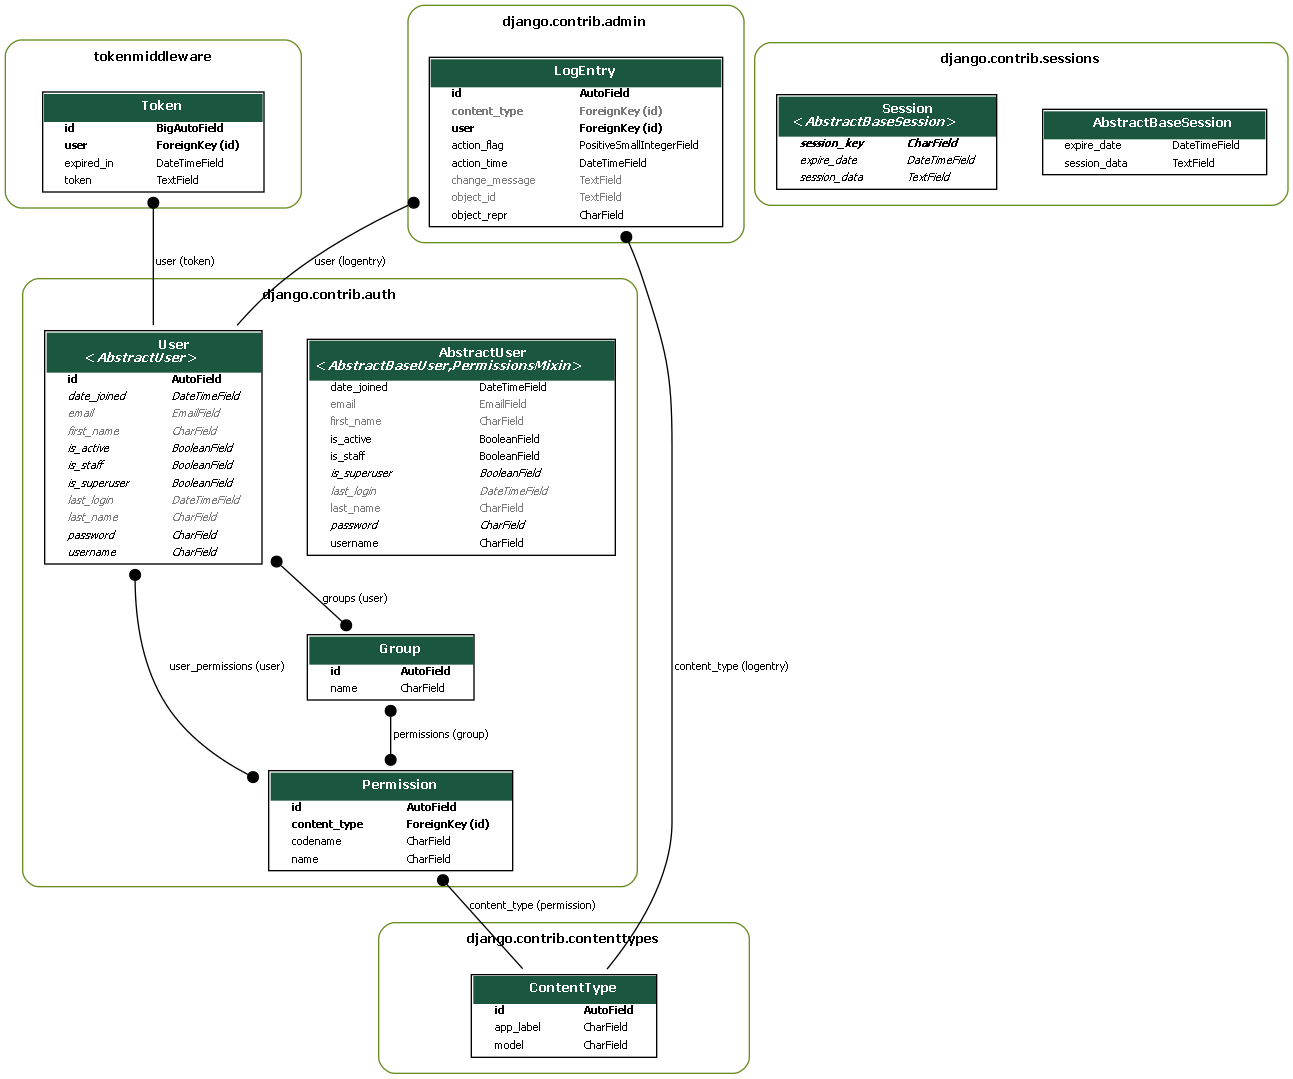 django.contrib.admin
LogEntry
id AutoField
content_type ForeignKey (id)
user ForeignKey (id)
action_flag PositiveSmallIntegerField
action_time DateTimeField
change_message TextField
object_id TextField
object_repr CharField
tokenmiddleware
Token
id BigAutoField
user ForeignKey (id)
expired_in DateTimeField
token TextField
django.contrib.sessions
Session
<AbstractBaseSession>
session_key CharField
expire_date DateTimeField
session_data TextField
AbstractBaseSession
expire_date DateTimeField
session_data TextField
user (token)
user (logentry)
django.contrib.auth
User
<AbstractUser>
id AutoField
date_joined DateTimeField
email EmailField
first_name CharField
is_active BooleanField
is_staff BooleanField
is_superuser BooleanField
last_login DateTimeField
last_name CharField
password CharField
username CharField
AbstractUser
<AbstractBaseUser,PermissionsMixin>
date_joined DateTimeField
email EmailField
first_name CharField
is_active BooleanField
is_staff BooleanField
is_superuser BooleanField
last_login DateTimeField
last_name CharField
password CharField
username CharField
groups (user)
Group
id AutoField
name CharField
user_permissions (user)
content_type (logentry)
permissions (group)
Permission
id AutoField
content_type ForeignKey (id)
codename CharField
name CharField
content_type (permission)
django.contrib.contenttypes
ContentType
id AutoField
app_label CharField
model CharField